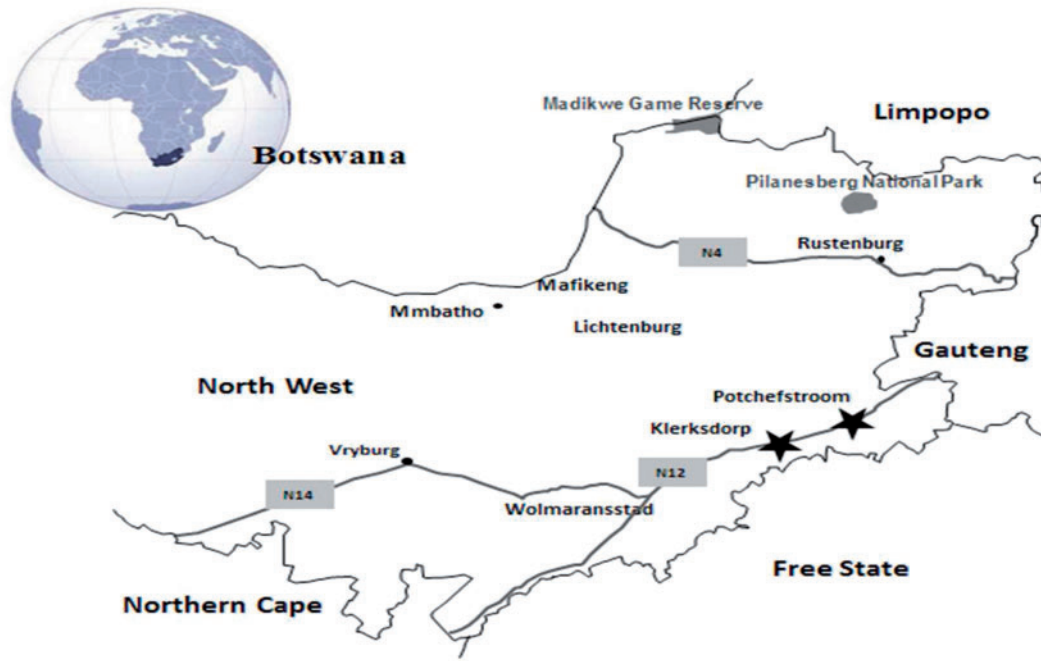 Madikwe Game Reserve
Limpopo
Botswana
Pilanesberg National Park
N4
Rustenburg
Mafikeng
Mmbatho
Lichtenburg
Gauteng
North West
Potchefstroom
Klerksdorp
Vryburg
N12
N14
Wolmaransstad
Free State
Northern Cape